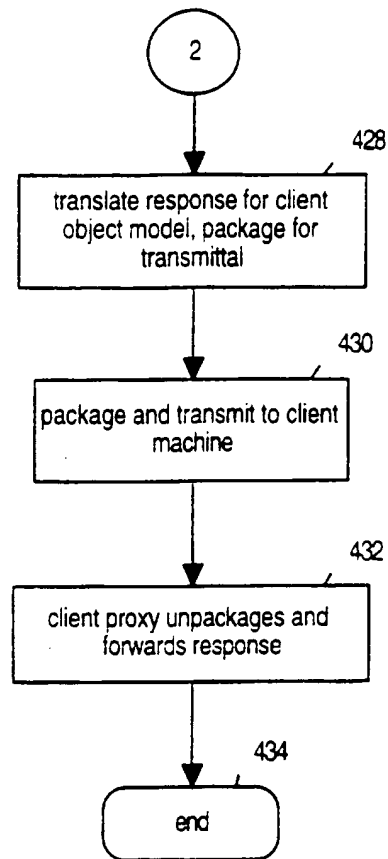 2
428
translate response for client
object model, package for
transmittal
430
package and transmit to client
machine
432
client proxy unpackages and
forwards response
434
end